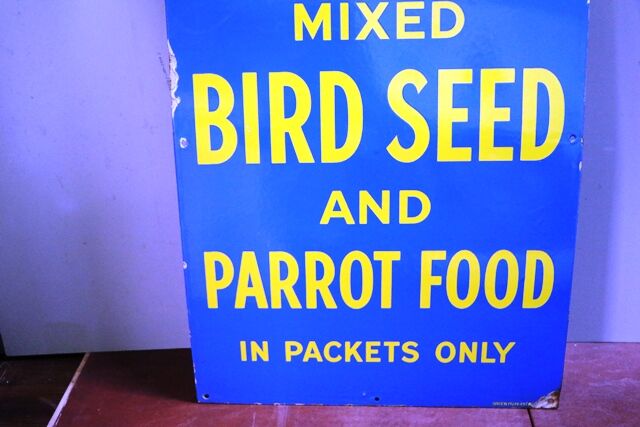 MIXED
BIRD SEED
AND
PARROT FOOD
IN PACKETS ONLY